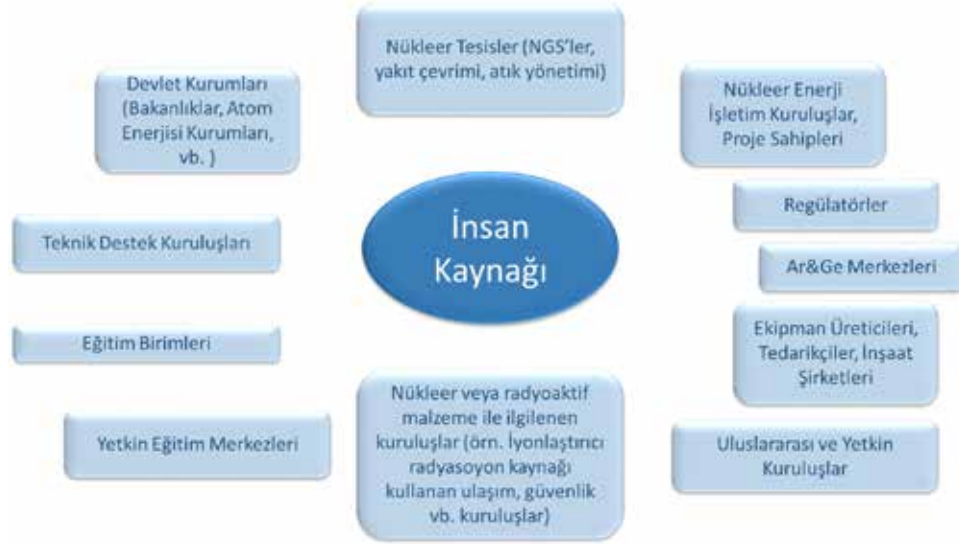 Nükleer Tesisler (NGS'ler,
yakıt çevrimi, atık yönetimi)
Devlet Kurumları
(Bakanlıklar, Atom
Enerjisi Kurumları,
vb. )
Nükleer Enerji
İşletim Kuruluşlar,
Proje Sahipleri
Regülatörler
Teknik Destek Kuruluşları
İnsan
Kaynağı
Ar&Ge Merkezleri
Eğitim Birimleri
Ekipman Üreticileri,
Tedarikçiler, İnşaat
Şirketleri
Yetkin Eğitim Merkezleri
Nükleer veya radyoaktif
malzeme ile ilgilenen
kuruluşlar (örn. İyonlaştırıcı
radyasoyon kaynağı
kullanan ulaşım, güvenlik
vb. kuruluşlar)
Uluslararası ve Yetkin
Kuruluşlar